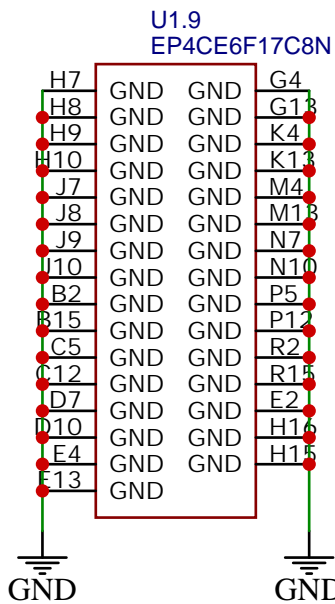 U1.9
EP4CE6F17C8N
H7 GND GND G4
H8 GND GND G13
H9 GND GND K4
H10 GND GND K13
J7 GND GND M4
J8 GND GND M13
J9 GND GND N7
J10 GND GND N10
B2 GND GND P5
B15 GND GND P12
C5 GND GND R2
C12 GND GND R15
D7 GND GND E2
D10 GND GND H16
E4 GND GND H15
E13 GND
GND GND